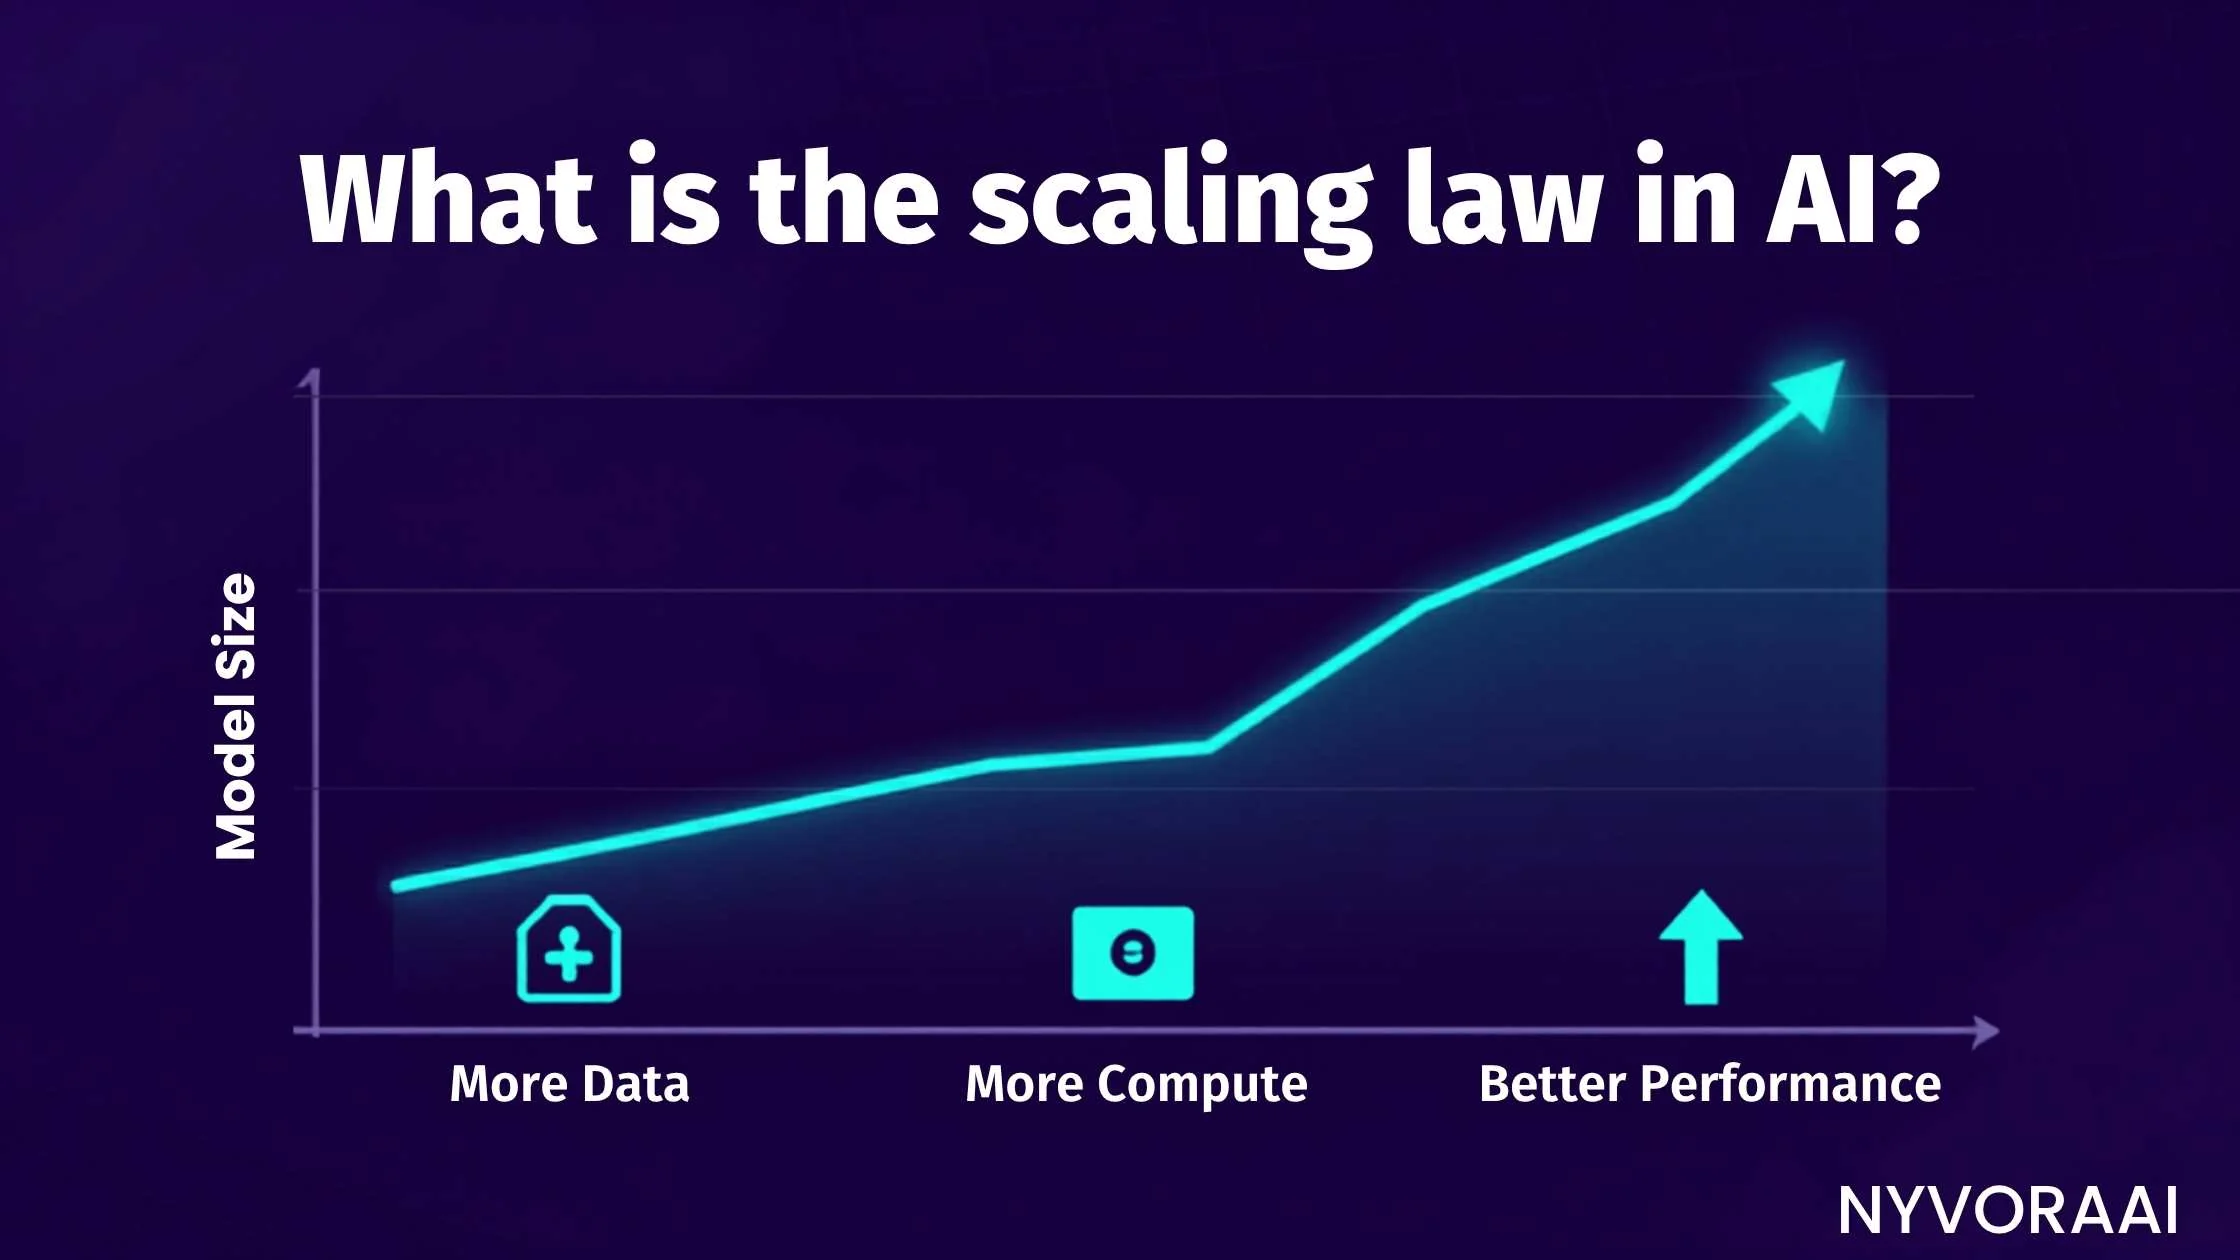 What is the scaling law in AI?
Model Size
More Data
More Compute
Better Performance
NYVORAAI